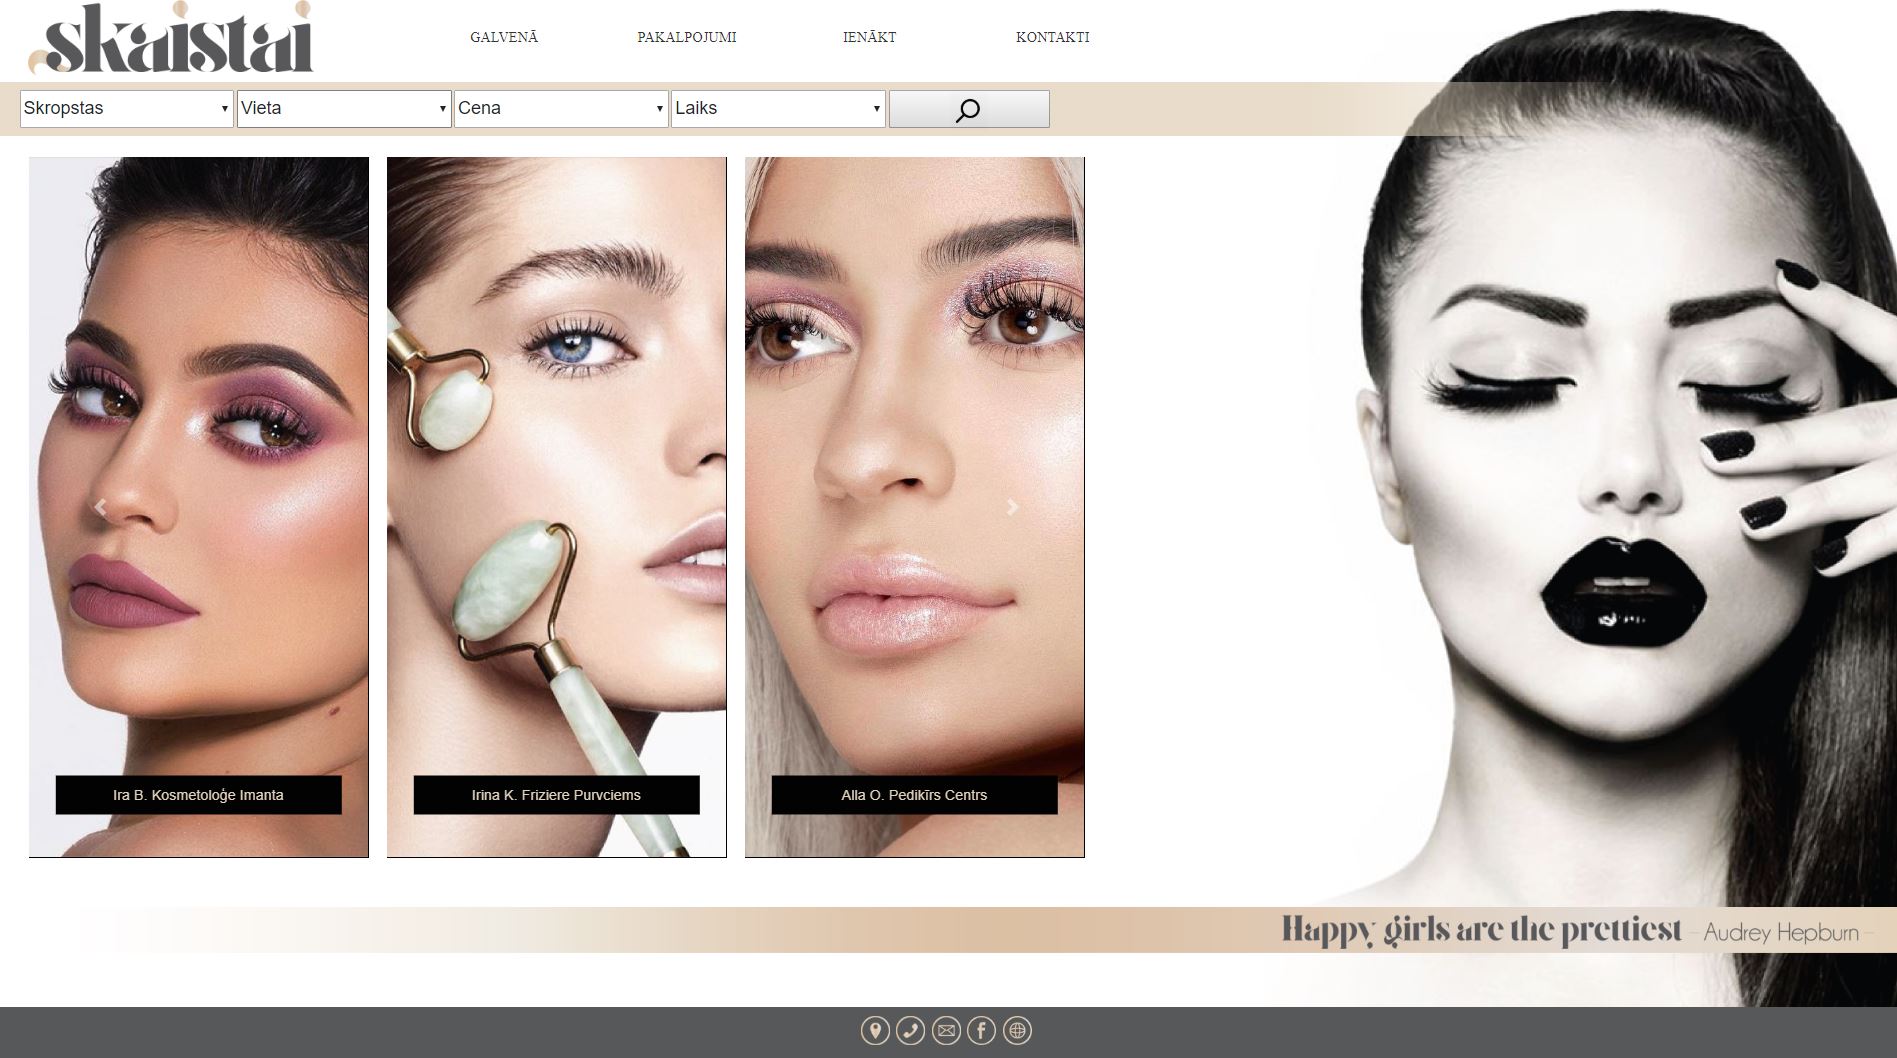 skaistai
GALVENĀ PAKALPOJUMI IENĀKT KONTAKTI
Skropstas Vieta Cena Laiks
Ira B. Kosmetoloģe Imanta
Irina K. Friziere Purvciems
Alla O. Pedikīrs Centrs
Happy girls are the prettiest – Audrey Hepburn –